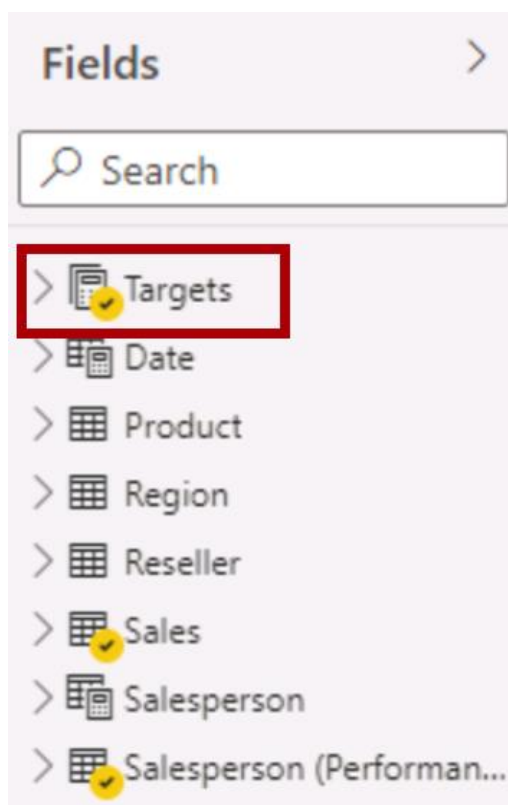 Fields
Search
Targets
Date
Product
Region
Reseller
Sales
Salesperson
Salesperson (Performan...